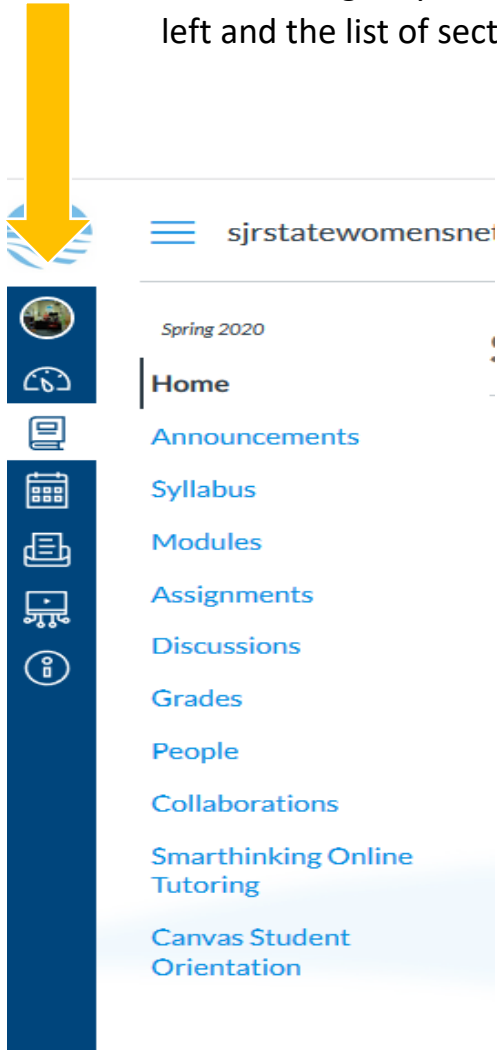 left and the list of sect
sjrstatewomensnet
Spring 2020
Home
Announcements
Syllabus
Modules
Assignments
Discussions
Grades
People
Collaborations
Smarthinking Online
Tutoring
Canvas Student
Orientation